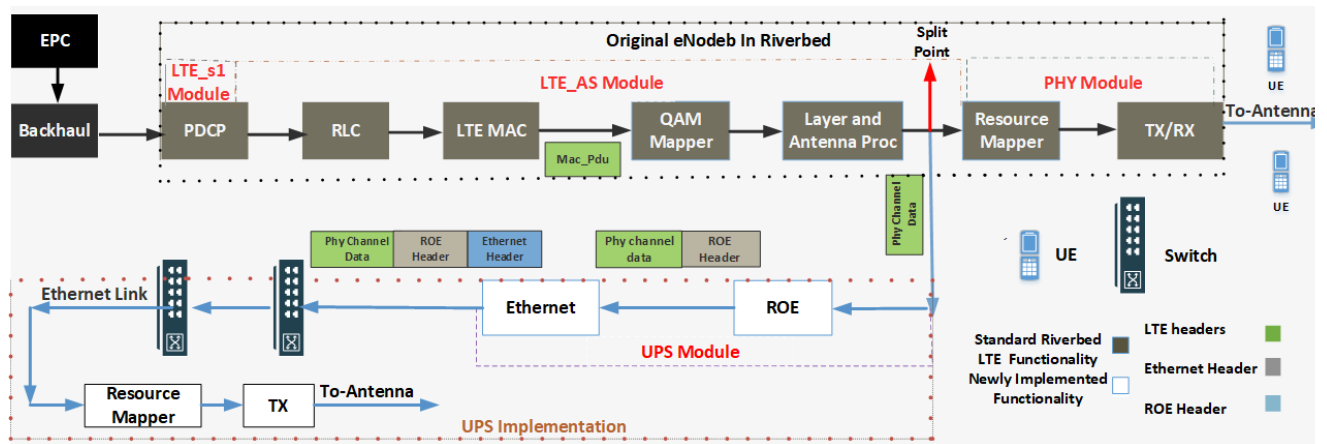 EPC
Original eNodeb In Riverbed
Split
Point
LTE_s1
Module
LTE_AS Module
PHY Module
UE
Backhaul
PDCP
RLC
LTE MAC
QAM
Mapper
Layer and
Antenna Proc
Resource
Mapper
TX/RX
To-Antenna
Mac_Pdu
UE
Phy Channel
Data
Phy Channel
Data
ROE
Header
Ethernet
Header
Phy channel
data
ROE
Header
UE
Switch
Ethernet Link
Ethernet
ROE
UPS Module
Standard Riverbed
LTE Functionality
Newly Implemented
Functionality
LTE headers
Ethernet Header
ROE Header
Resource
Mapper
TX
To-Antenna
UPS Implementation